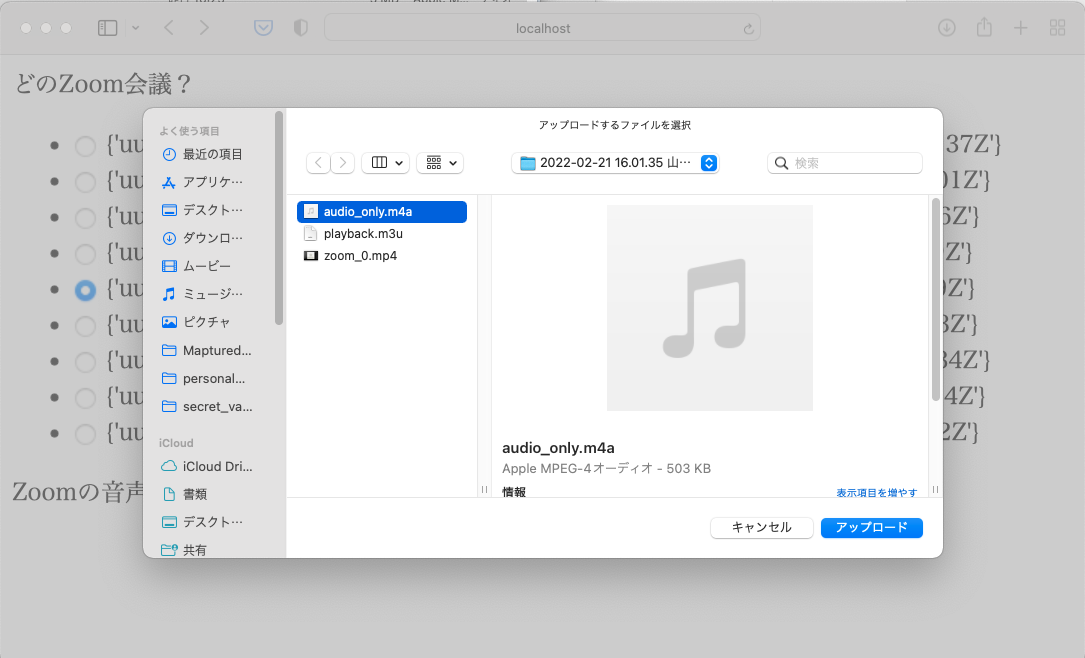 localhost
どのZoom会議？
{'uu
37Z'}
{'uu
01Z'}
{'uu
6Z'}
{'uu
Z'}
{'uu
9Z'}
{'uu
3Z'}
{'uu
34Z'}
{'uu
4Z'}
{'uu
2Z'}
Zoomの音声
アップロードするファイルを選択
よく使う項目
最近の項目
アプリケ…
デスクト…
ダウンロ…
ムービー
ミュージ…
ピクチャ
Maptured...
personal...
secret_va...
iCloud
iCloud Dri...
書類
デスクト…
共有
2022-02-21 16.01.35 山…
検索
audio_only.m4a
playback.m3u
zoom_0.mp4
audio_only.m4a
Apple MPEG-4オーディオ - 503 KB
情報
表示項目を増やす
キャンセル
アップロード